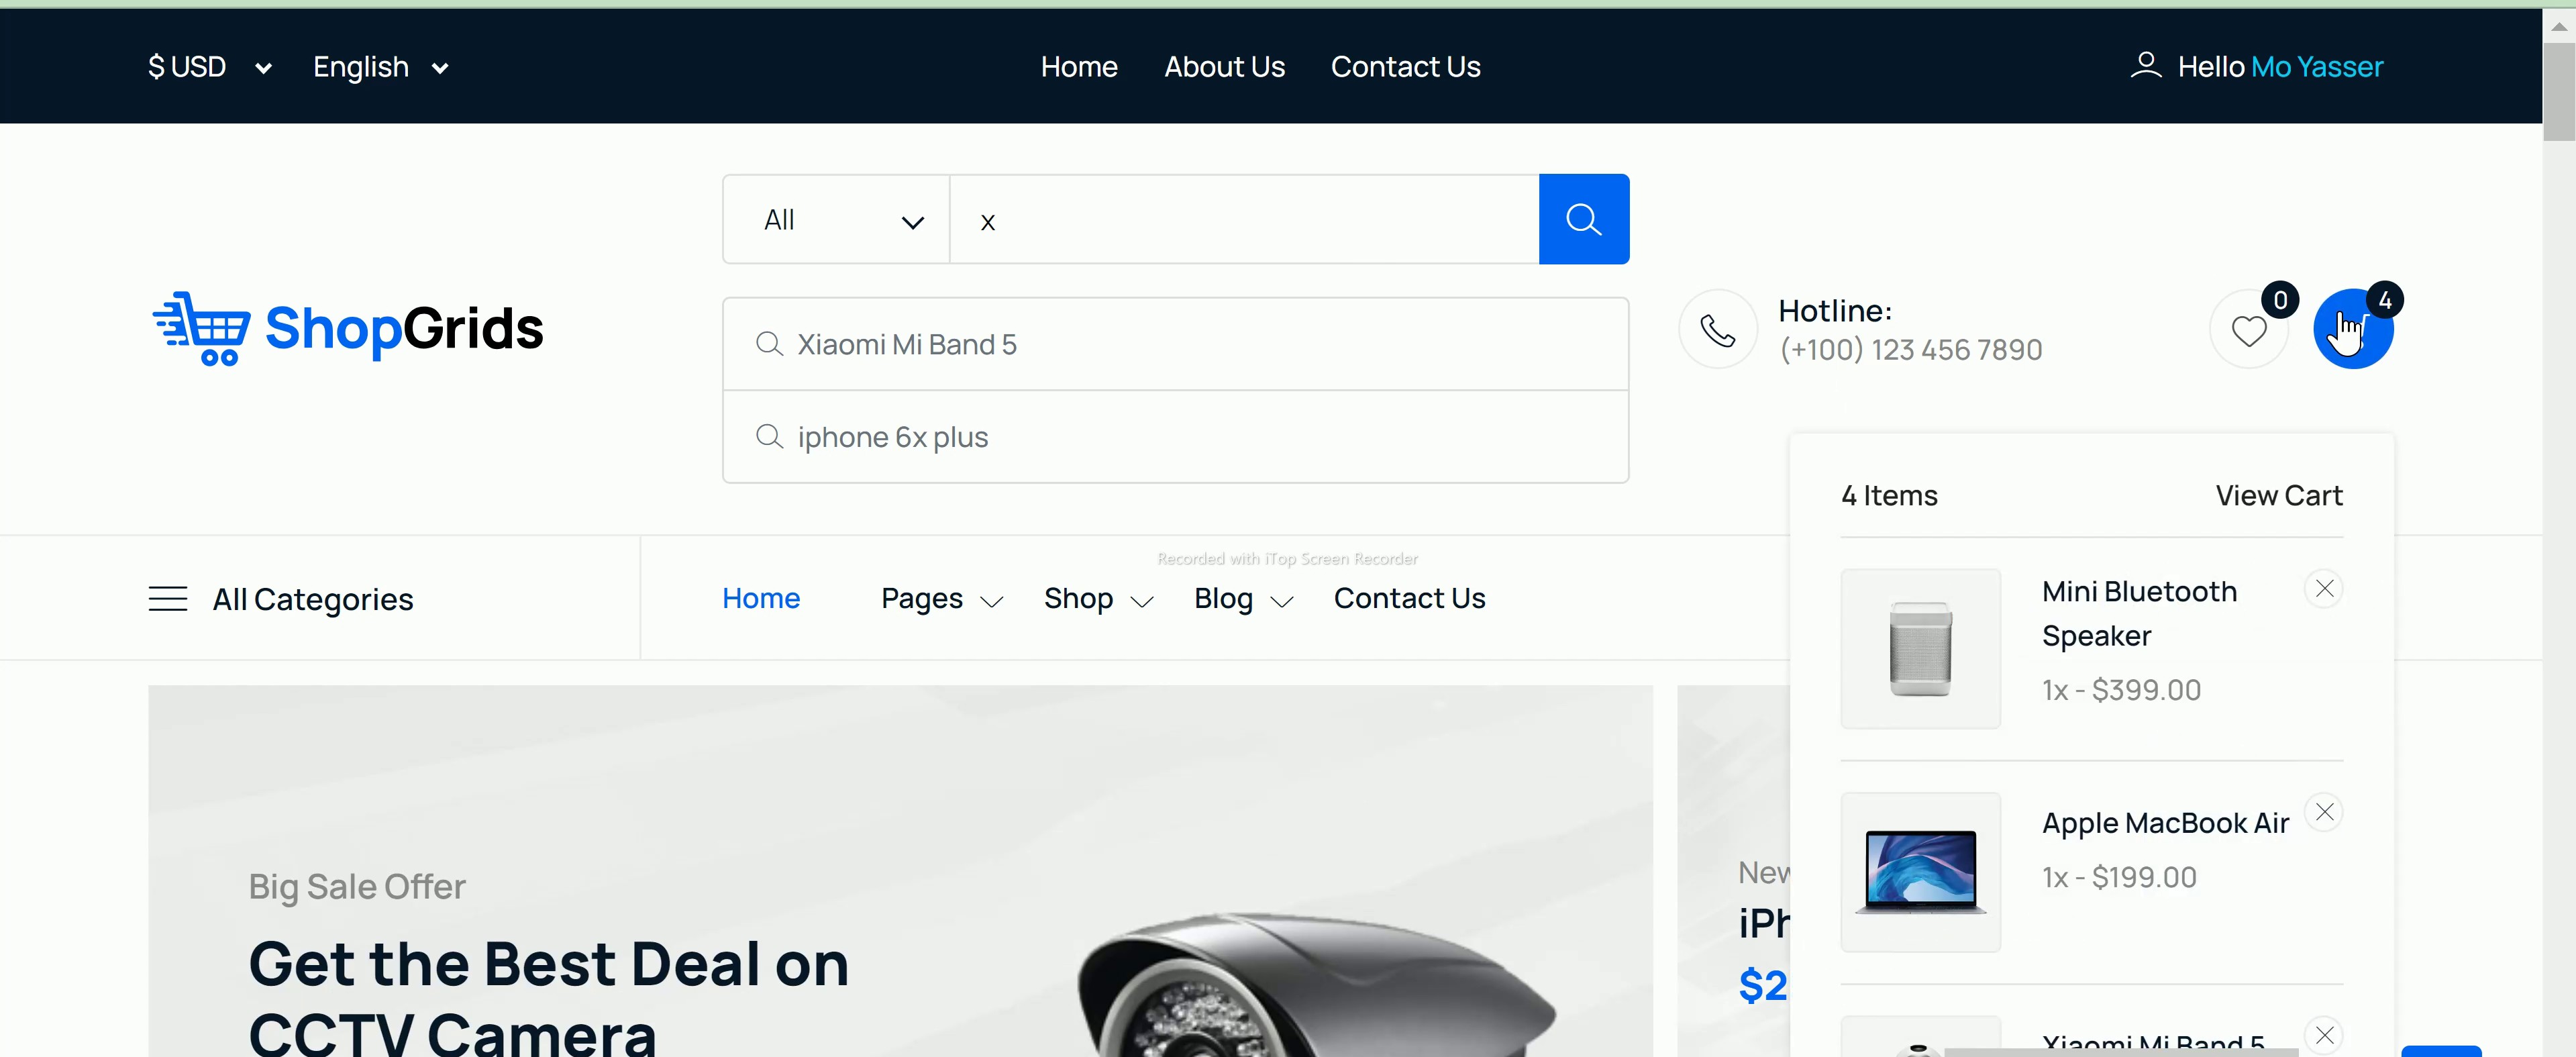 $ USD
English
Home
About Us
Contact Us
Hello Mo Yasser
All
x
ShopGrids
Xiaomi Mi Band 5
iphone 6x plus
Hotline:
(+100) 123 456 7890
0
4
4 Items
View Cart
Recorded with iTop Screen Recorder
All Categories
Home
Pages
Shop
Blog
Contact Us
Mini Bluetooth
Speaker
1x - $399.00
Apple MacBook Air
1x - $199.00
Xiaomi Mi Band 5
Big Sale Offer
Get the Best Deal on
CCTV Camera
New
iPh
$2